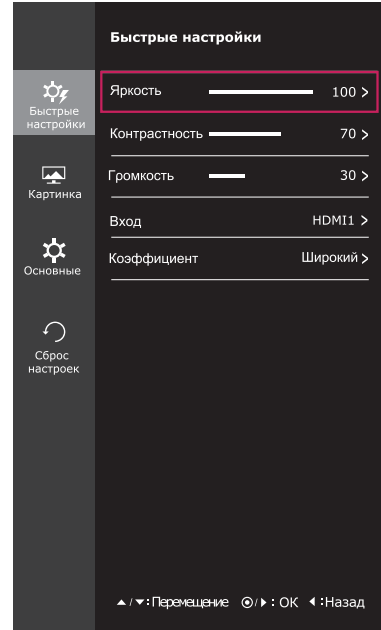 Быстрые настройки
Быстрые
настройки
Картинка
Основные
Сброс
настроек
Яркость 100 >
Контрастность 70 >
Громкость 30 >
Вход HDMI1 >
Коэффициент Широкий >
▲/▼:Перемещение ⦿/▶: OK ◀:Назад